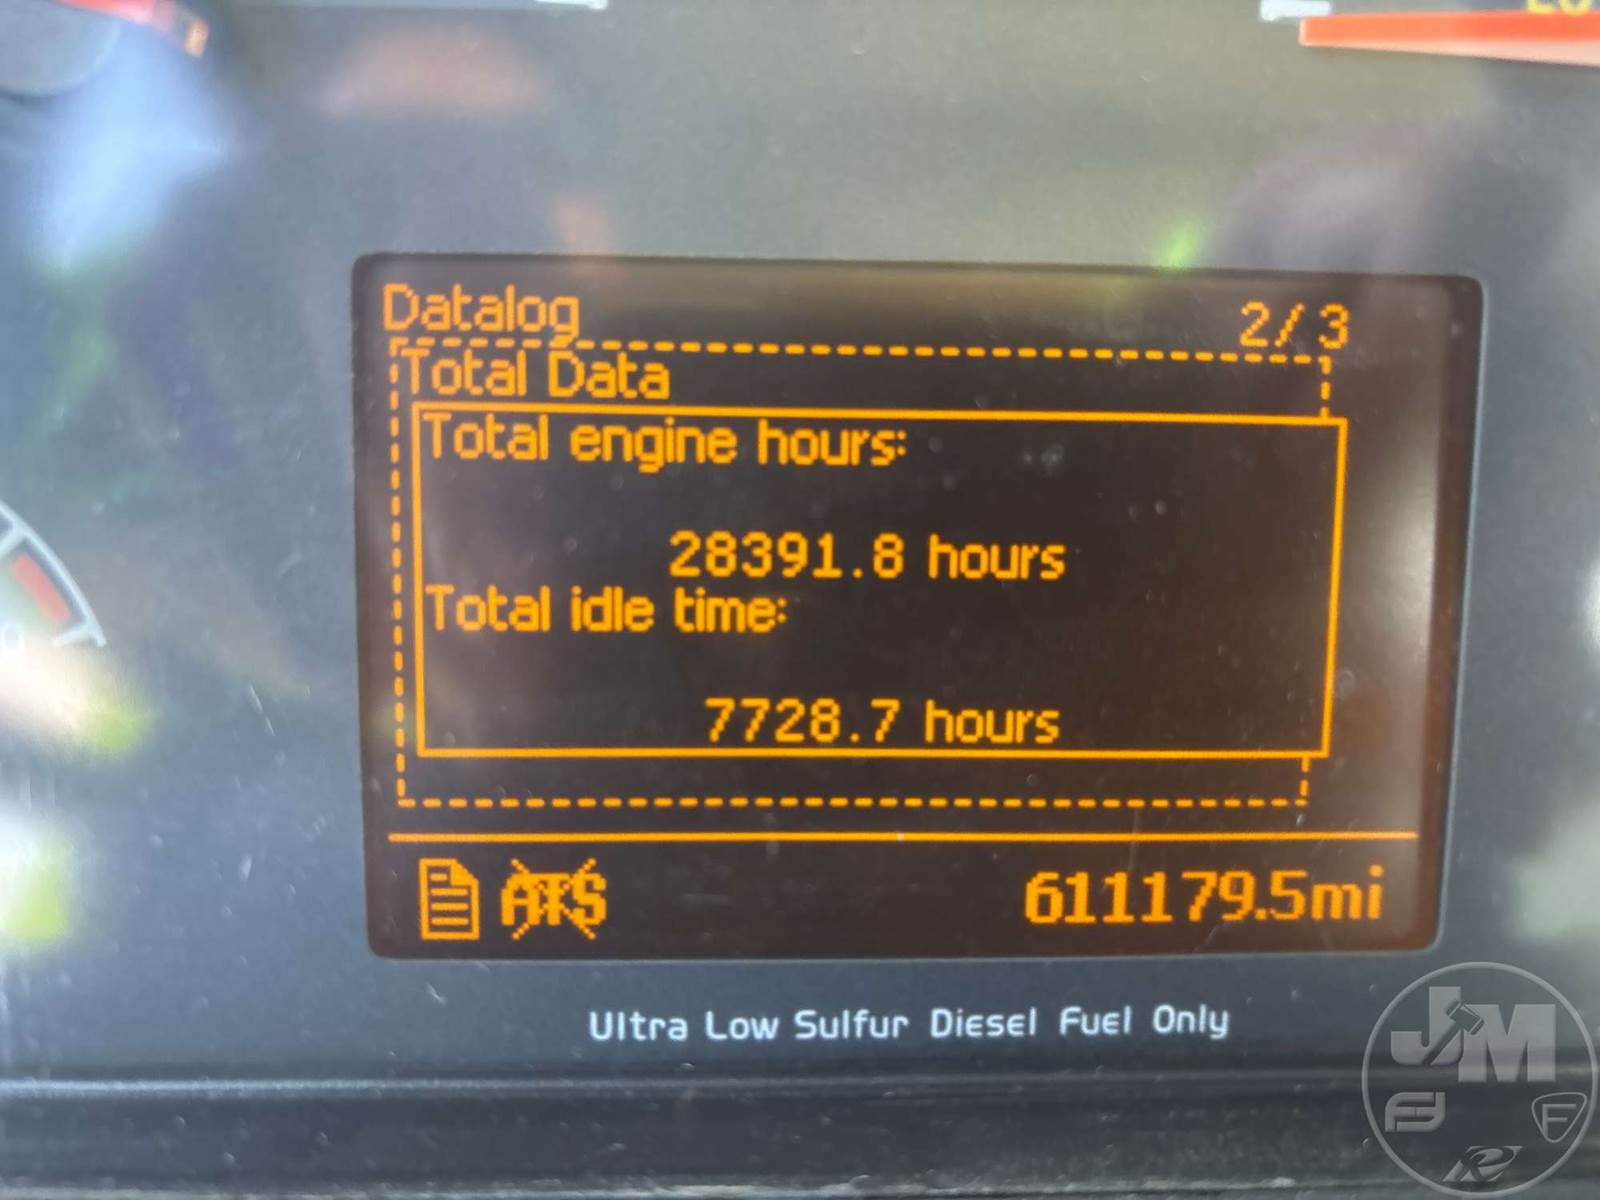 Datalog 2/3
Total Data
Total engine hours:
28391.8 hours
Total idle time:
7728.7 hours
ATS 611179.5mi
Ultra Low Sulfur Diesel Fuel Only
JM